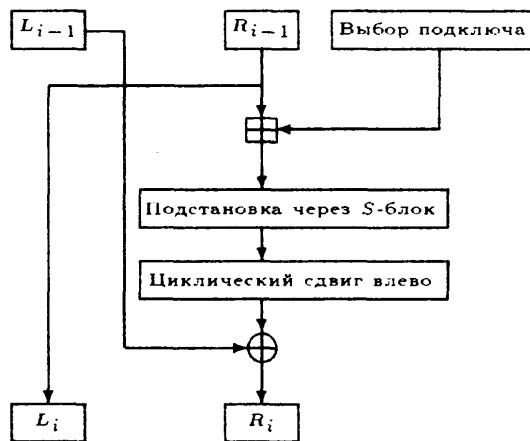 L_{i-1} R_{i-1} Выбор подключа
Подстановка через S-блок
Циклический сдвиг влево
L_i R_i